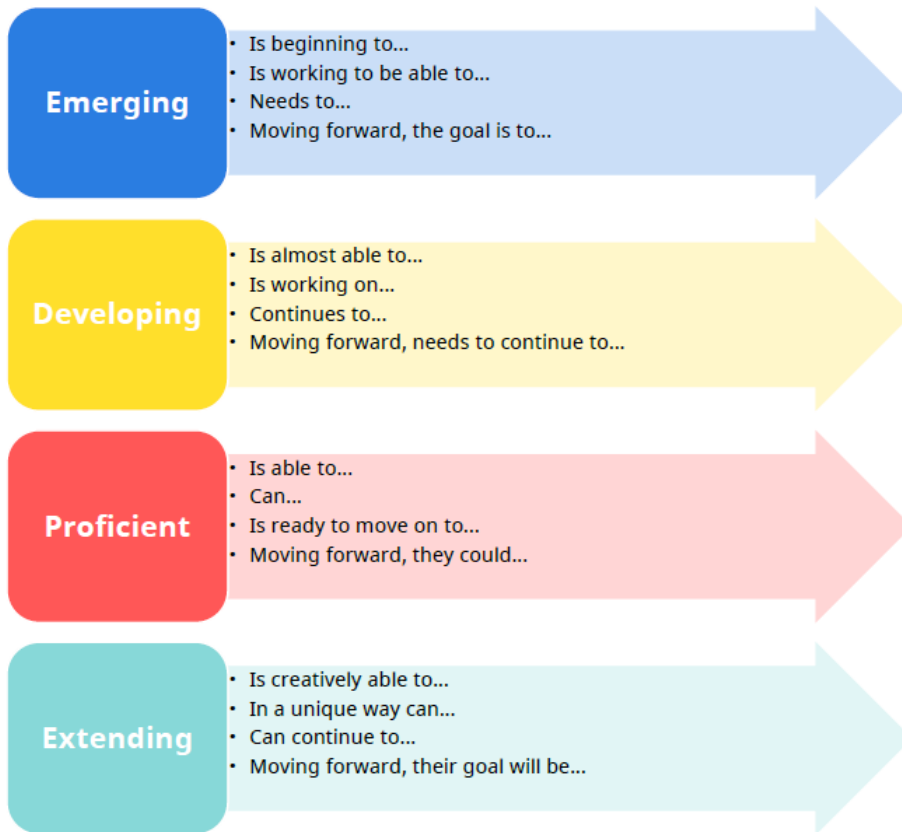 Emerging
• Is beginning to...
• Is working to be able to...
• Needs to...
• Moving forward, the goal is to...
Developing
• Is almost able to...
• Is working on...
• Continues to...
• Moving forward, needs to continue to...
Proficient
• Is able to...
• Can...
• Is ready to move on to...
• Moving forward, they could...
Extending
• Is creatively able to...
• In a unique way can...
• Can continue to...
• Moving forward, their goal will be...